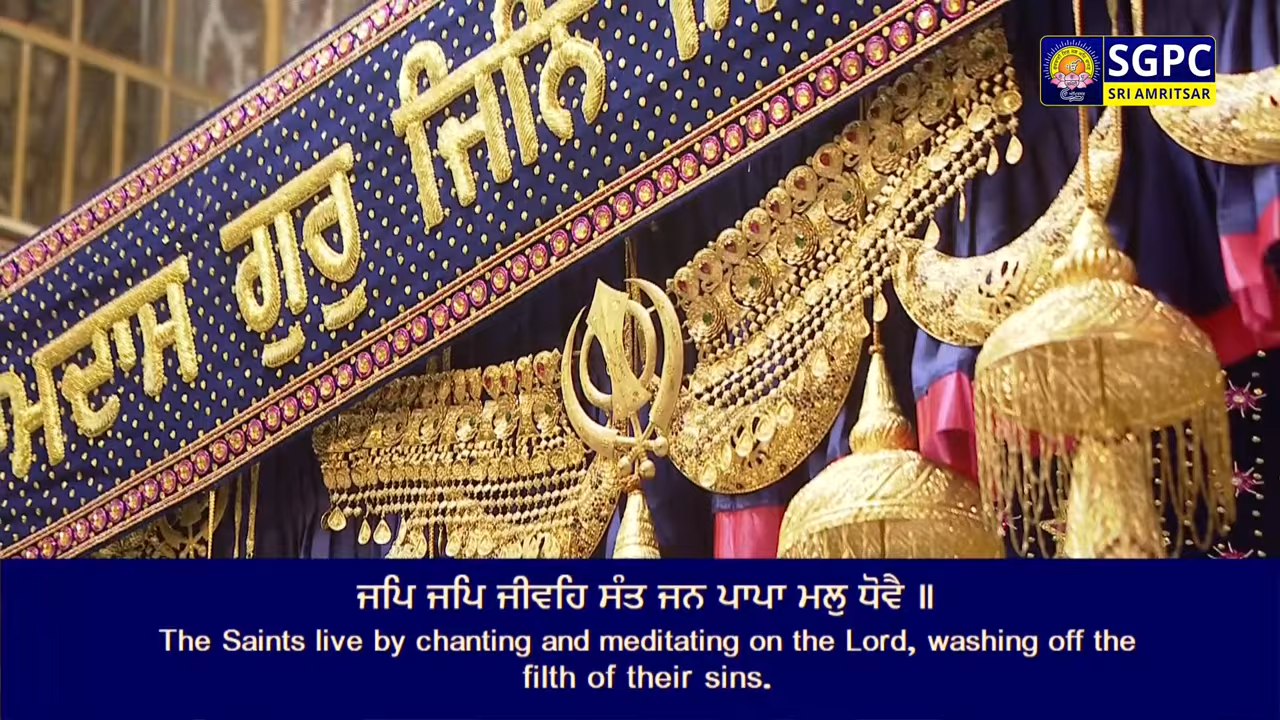 ਮਦਾਸ ਗੁਰੁ ਜਿਨਿ
SGPC
SRI AMRITSAR
ਜਪਿ ਜਪਿ ਜੀਵਹਿ ਸੰਤ ਜਨ ਪਾਪਾ ਮਲੁ ਧੋਵੈ ॥
The Saints live by chanting and meditating on the Lord, washing off the
filth of their sins.